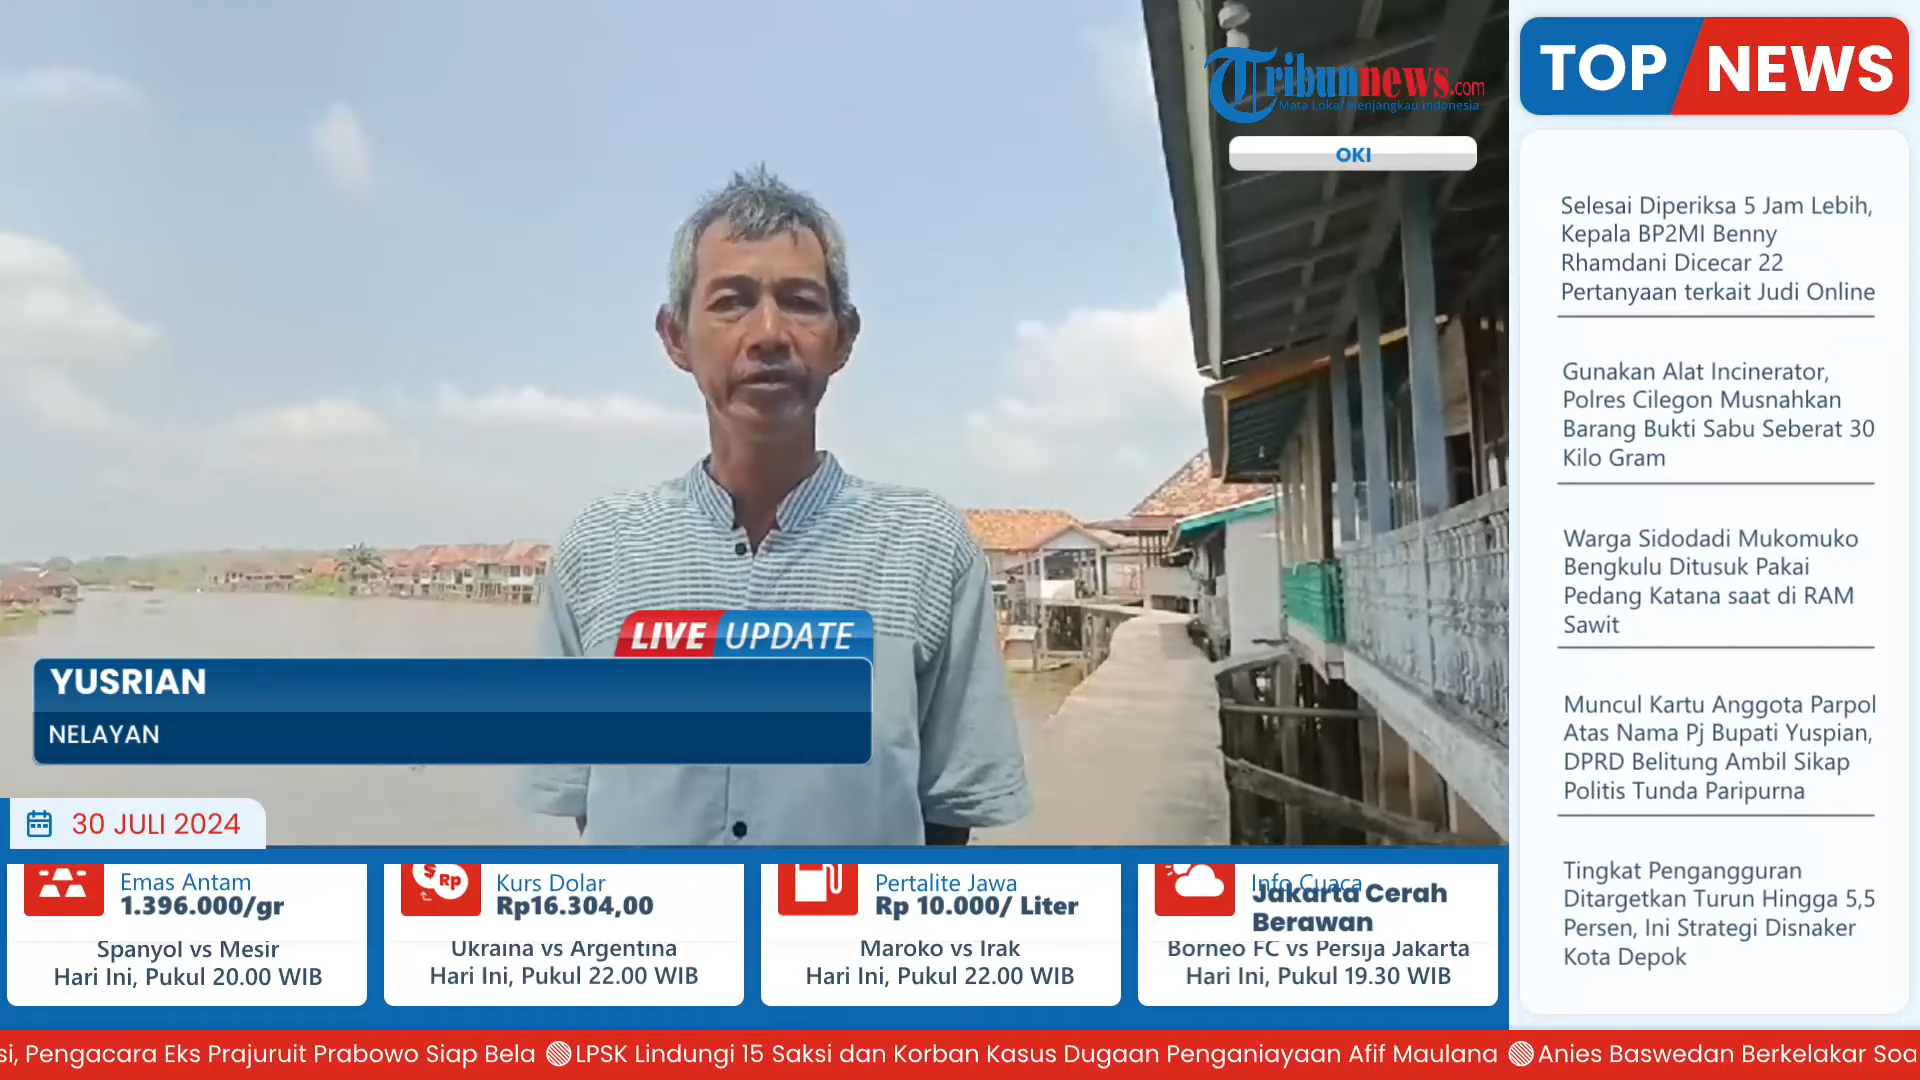 Tribunnews.com
Mata Lokal Menjangkau Indonesia
OKI
TOP NEWS
Selesai Diperiksa 5 Jam Lebih,
Kepala BP2MI Benny
Rhamdani Dicecar 22
Pertanyaan terkait Judi Online
Gunakan Alat Incinerator,
Polres Cilegon Musnahkan
Barang Bukti Sabu Seberat 30
Kilo Gram
Warga Sidodadi Mukomuko
Bengkulu Ditusuk Pakai
Pedang Katana saat di RAM
Sawit
Muncul Kartu Anggota Parpol
Atas Nama Pj Bupati Yuspian,
DPRD Belitung Ambil Sikap
Politis Tunda Paripurna
Tingkat Pengangguran
Ditargetkan Turun Hingga 5,5
Persen, Ini Strategi Disnaker
Kota Depok
LIVE UPDATE
YUSRIAN
NELAYAN
30 JULI 2024
Emas Antam
1.396.000/gr
Spanyol vs Mesir
Hari Ini, Pukul 20.00 WIB
$ Rp
Kurs Dolar
Rp16.304,00
Ukraina vs Argentina
Hari Ini, Pukul 22.00 WIB
Pertalite Jawa
Rp 10.000/ Liter
Maroko vs Irak
Hari Ini, Pukul 22.00 WIB
Info Cuaca
Jakarta Cerah
Berawan
Borneo FC vs Persija Jakarta
Hari Ini, Pukul 19.30 WIB
si, Pengacara Eks Prajuruit Prabowo Siap Bela LPSK Lindungi 15 Saksi dan Korban Kasus Dugaan Penganiayaan Afif Maulana Anies Baswedan Berkelakar Soa